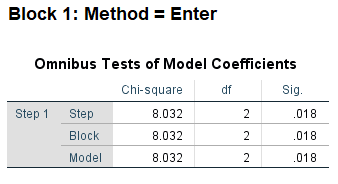 Block 1: Method = Enter
Omnibus Tests of Model Coefficients
Chi-square df Sig.
Step 1 Step 8.032 2 .018
Block 8.032 2 .018
Model 8.032 2 .018